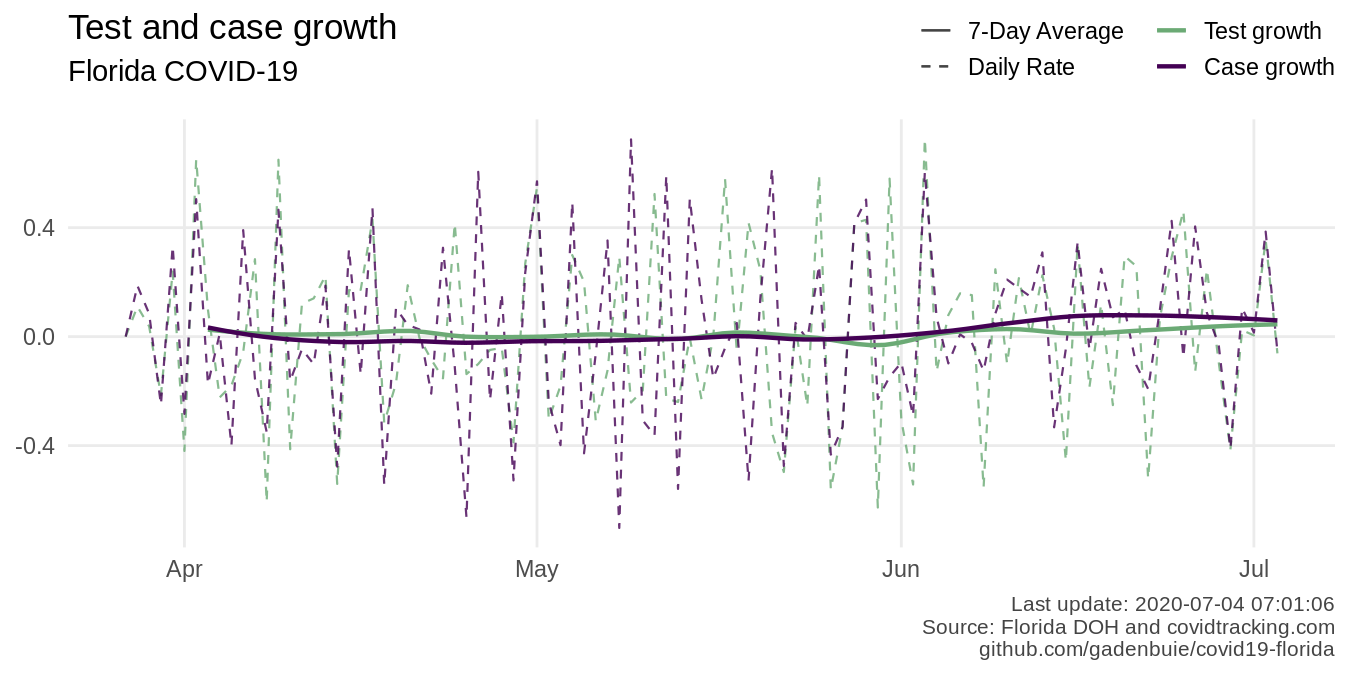 Test and case growth
Florida COVID-19
7-Day Average
Test growth
Daily Rate
Case growth
0.4
0.0
-0.4
Apr
May
Jun
Jul
Last update: 2020-07-04 07:01:06
Source: Florida DOH and covidtracking.com
github.com/gadenbuie/covid19-florida